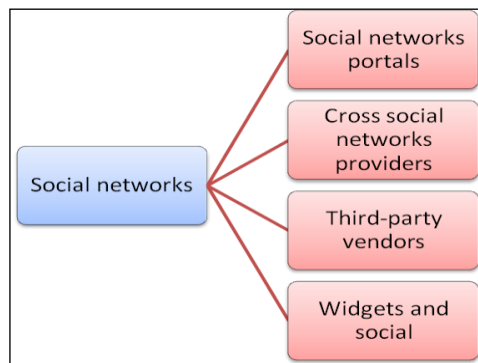 Social networks
portals
Cross social
networks
providers
Social networks
Third-party
vendors
Widgets and
social